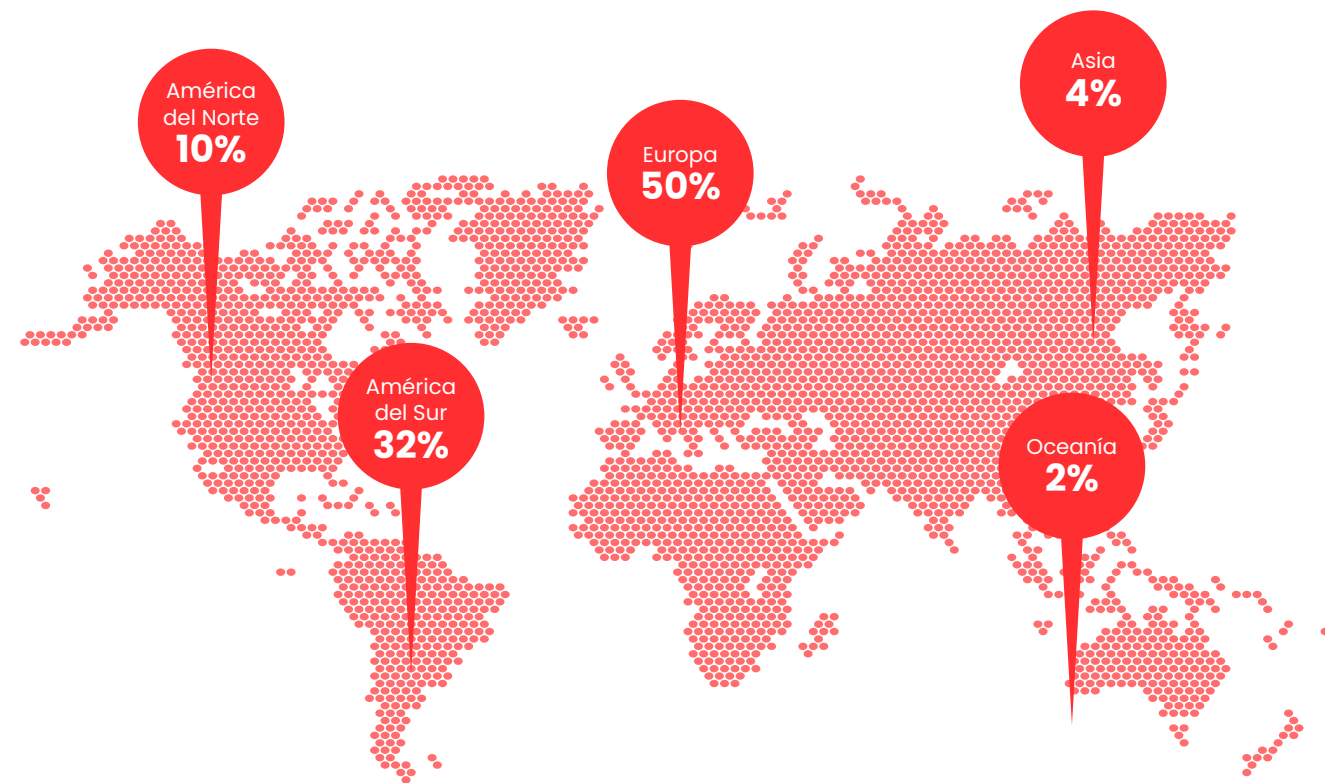 América
del Norte
10%
América
del Sur
32%
Europa
50%
Asia
4%
Oceanía
2%